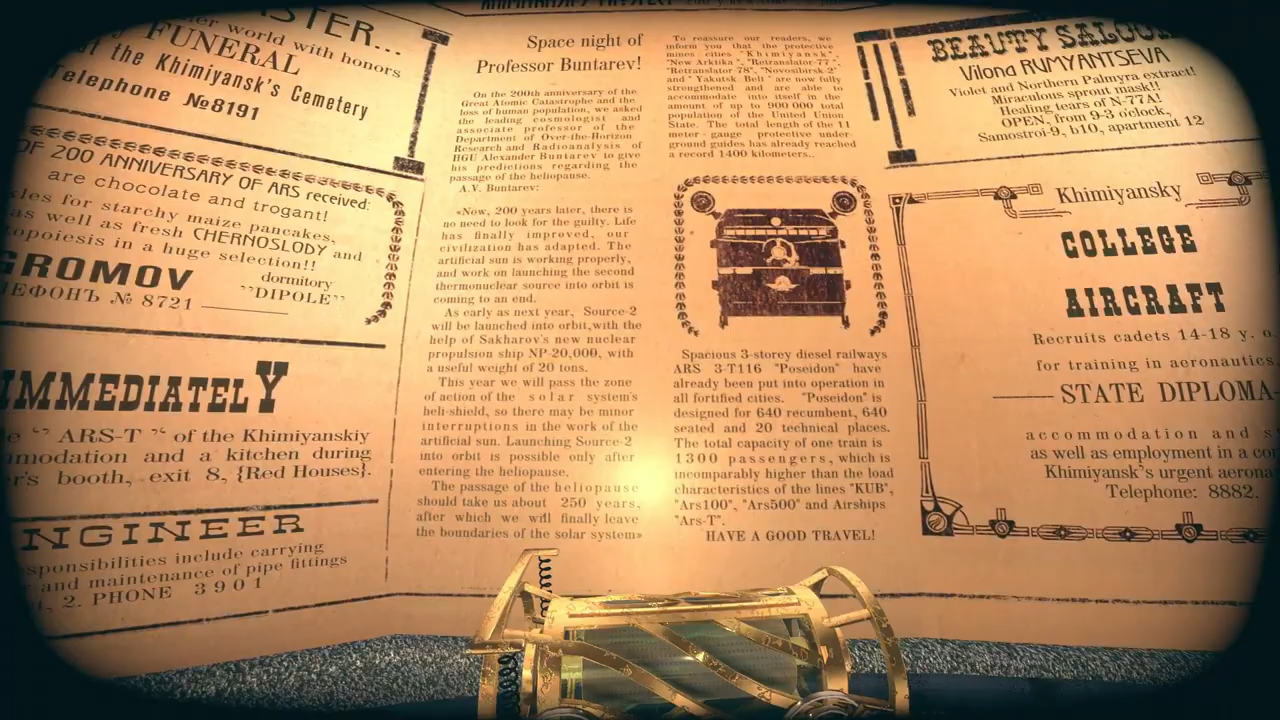 STER...
her world with honors
FUNERAL
at the Khimiyansk's Cemetery
Telephone №8191
OF 200 ANNIVERSARY OF ARS received:
are chocolate and trogant!
for starchy maize pancakes,
as well as fresh CHERNOSLODY and
in a huge selection!!
GROMOV
dormitory
"DIPOLE"
ЛЕФОНЪ № 8721
IMMEDIATELY
ARS-T of the Khimiyanskiy
and a kitchen during
booth, exit 8, {Red Houses}.
NGINEER
include carrying
and maintenance of pipe fittings
2. PHONE 3901
Space night of
Professor Buntarev!
On the 200th anniversary of the
Great Atomic Catastrophe and the
loss of human population, we asked
the leading cosmologist and
associate professor of the
Department of Over-the-Horizon
Research and Radioanalysis of
HGU Alexander Buntarev to give
his predictions regarding the
passage of the heliopause.
A.V. Buntarev:
«Now, 200 years later, there is
no need to look for the guilty. Life
has finally improved, our
civilization has adapted. The
artificial sun is working properly,
and work on launching the second
thermonuclear source into orbit is
coming to an end.
As early as next year, Source-2
will be launched into orbit,with the
help of Sakharov's new nuclear
propulsion ship NP-20,000, with
a useful weight of 20 tons.
This year we will pass the zone
of action of the solar system's
heli-shield, so there may be minor
interruptions in the work of the
artificial sun. Launching Source-2
into orbit is possible only after
entering the heliopause.
The passage of the heliopause
should take us about 250 years,
after which we will finally leave
the boundaries of the solar system»
To reassure our readers, we
inform you that the protective
mines cities "Khimiyansk",
"New Arktika", "Retranslator-77",
"Retranslator-78", "Novosibirsk-2"
and "Yakutsk Belt" are now fully
strengthened and are able to
accommodate into itself in the
amount of up to 900 000 total
population of the United Union
State. The total length of the 11
meter-gauge protective under-
ground guides has already reached
a record 1400 kilometers..
Spacious 3-storey diesel railways
ARS 3-T116 "Poseidon" have
already been put into operation in
all fortified cities. "Poseidon" is
designed for 640 recumbent, 640
seated and 20 technical places.
The total capacity of one train is
1300 passengers, which is
incomparably higher than the load
characteristics of the lines "KUB",
"Ars100", "Ars500" and Airships
"Ars-T".
HAVE A GOOD TRAVEL!
BEAUTY SALOON
Vilona RUMYANTSEVA
Violet and Northern Palmyra extract!
Miraculous sprout mask!!
Healing tears of N-77A!
OPEN, from 9-3 o'clock,
Samostroi-9, b10, apartment 12
Khimiyansky
COLLEGE
AIRCRAFT
Recruits cadets 14-18 y. o.
for training in aeronautics,
STATE DIPLOMA
accommodation and
as well as employment in a
Khimiyansk's urgent
Telephone: 8882.